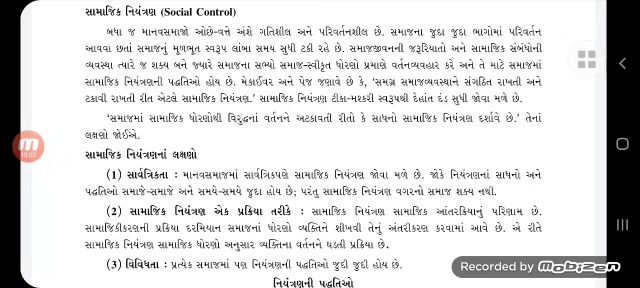 સામાજિક નિયંત્રણ (Social Control)
બધા જ માનવસમાજો ઓછે-વત્તે અંશે ગતિશીલ અને પરિવર્તનશીલ છે. સમાજના જુદા જુદા ભાગોમાં પરિવર્તન
આવવા છતાં સમાજનું મૂળભૂત સ્વરૂપ લાંબા સમય સુધી ટકી રહે છે. સમાજજીવનની જરૂરિયાતો અને સામાજિક સંબંધોની
વ્યવસ્થા ત્યારે જ શક્ય બને જ્યારે સમાજના સભ્યો સમાજ-સ્વીકૃત ધોરણો પ્રમાણે વર્તનવ્યવહાર કરે અને તે માટે સમાજમાં
સામાજિક નિયંત્રણની પદ્ધતિઓ હોય છે. મેકાઈવર અને પેજ જણાવે છે કે, 'સમગ્ર સમાજવ્યવસ્થાને સંગઠિત રાખતી અને
ટકાવી રાખતી રીત એટલે સામાજિક નિયંત્રણ.' સામાજિક નિયંત્રણ ટીકા-મશ્કરી સ્વરૂપથી દેહાંત દંડ સુધી જોવા મળે છે.
'સમાજમાં સામાજિક ધોરણોથી વિરુદ્ધનાં વર્તનને અટકાવતી રીતો કે સાધનો સામાજિક નિયંત્રણ દર્શાવે છે.' તેનાં
લક્ષણો જોઈએ.
સામાજિક નિયંત્રણનાં લક્ષણો
(1) સાર્વત્રિકતા : માનવસમાજમાં સાર્વત્રિકપણે સામાજિક નિયંત્રણ જોવા મળે છે. જોકે નિયંત્રણનાં સાધનો અને
પદ્ધતિઓ સમાજે-સમાજે અને સમયે-સમયે જુદા હોય છે; પરંતુ સામાજિક નિયંત્રણ વગરનો સમાજ શક્ય નથી.
(2) સામાજિક નિયંત્રણ એક પ્રક્રિયા તરીકે : સામાજિક નિયંત્રણ સામાજિક આંતરક્રિયાનું પરિણામ છે.
સામાજિકીકરણની પ્રક્રિયા દરમિયાન સમાજનાં ધોરણો વ્યક્તિને શીખવી તેનું આંતરીકરણ કરવામાં આવે છે. એ રીતે
સામાજિક નિયંત્રણ સામાજિક ધોરણો અનુસાર વ્યક્તિના વર્તનને ઘડતી પ્રક્રિયા છે.
(3) વિવિધતા : પ્રત્યેક સમાજમાં પણ નિયંત્રણની પદ્ધતિઓ જુદી જુદી હોય છે.
નિયંત્રણની પદ્ધતિઓ
19:02
Recorded by Mobizen